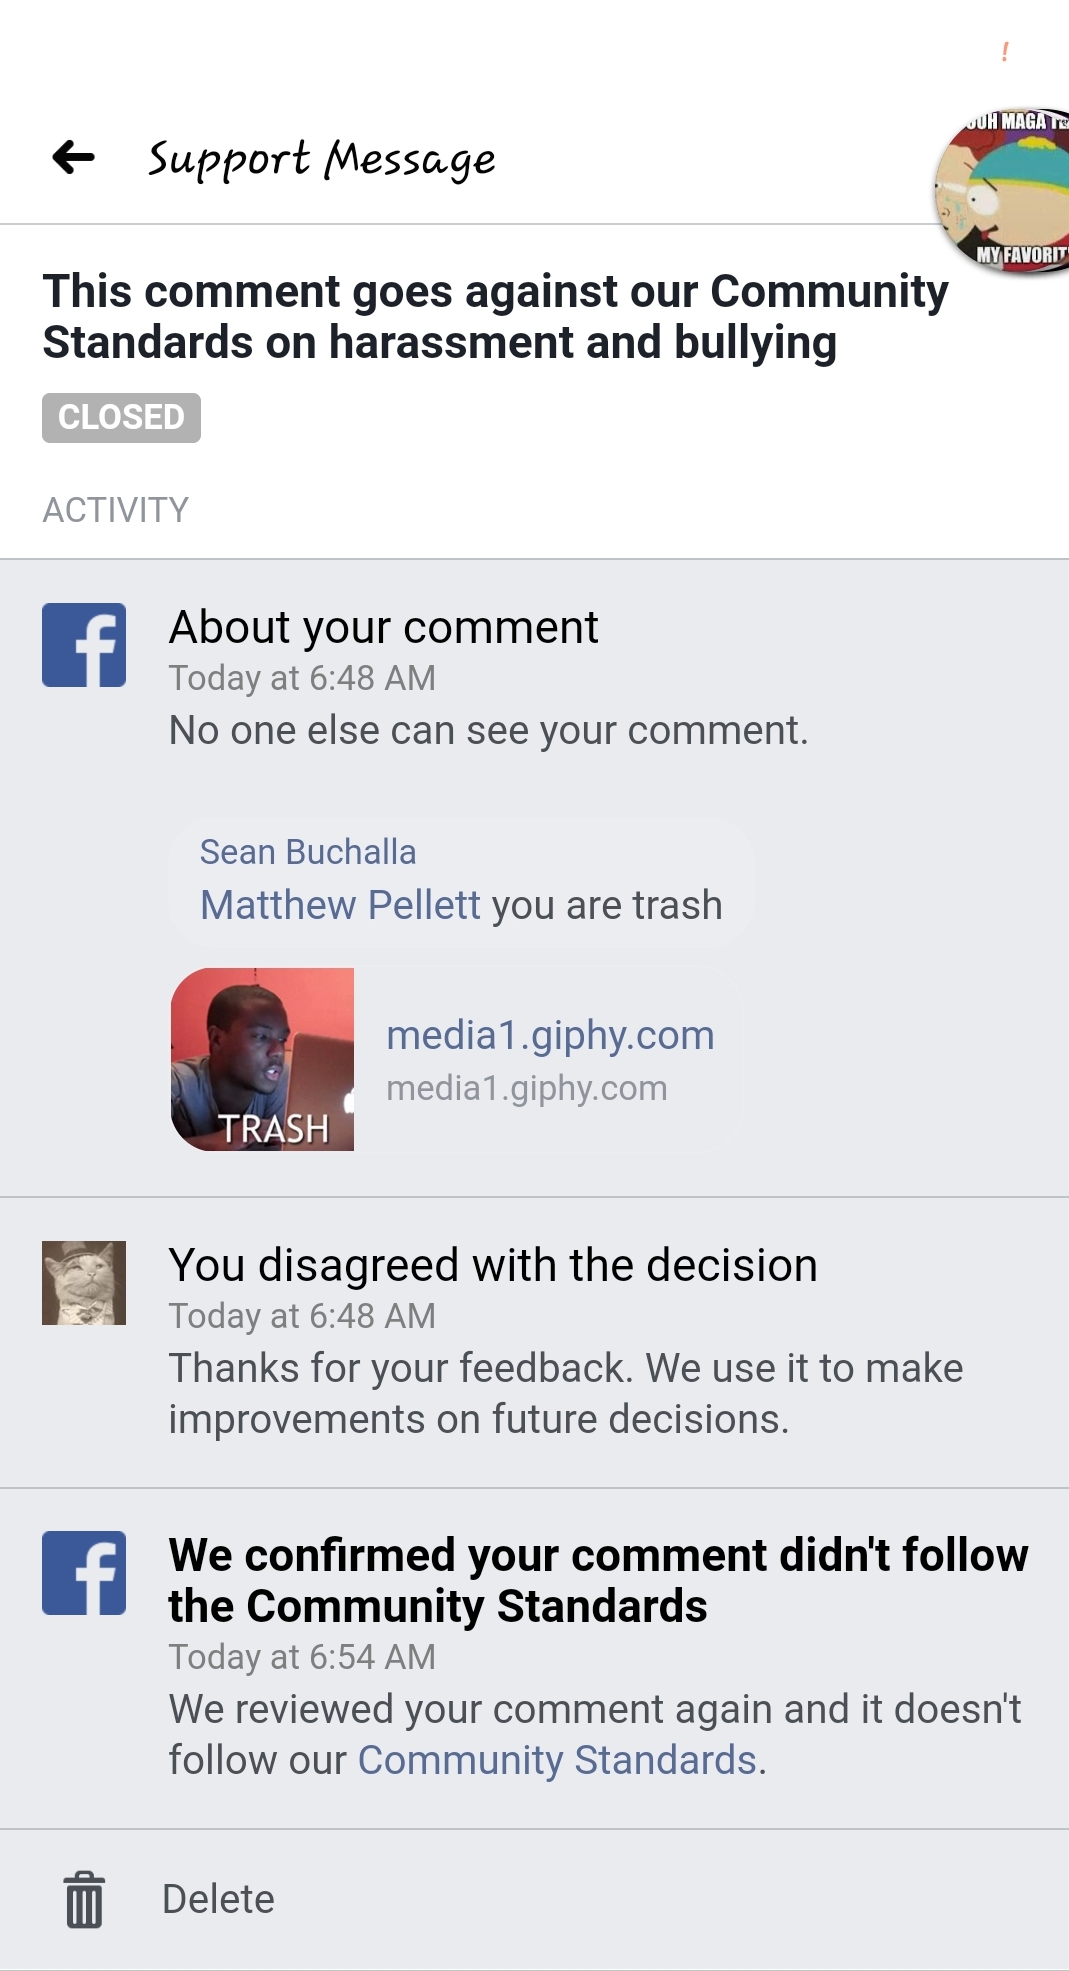 !
Support Message
MAGA
MY FAVORIT
This comment goes against our Community
Standards on harassment and bullying
CLOSED
ACTIVITY
About your comment
Today at 6:48 AM
No one else can see your comment.
Sean Buchalla
Matthew Pellett you are trash
media1.giphy.com
media1.giphy.com
TRASH
You disagreed with the decision
Today at 6:48 AM
Thanks for your feedback. We use it to make
improvements on future decisions.
We confirmed your comment didn't follow
the Community Standards
Today at 6:54 AM
We reviewed your comment again and it doesn't
follow our Community Standards.
Delete